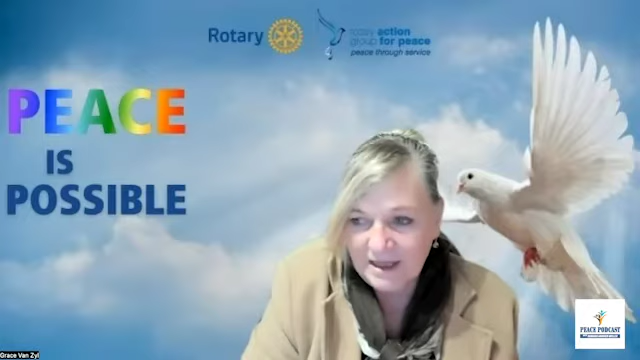 Rotary
rotary action
group for peace
peace through service
PEACE
IS
POSSIBLE
PEACE PODCAST
Grace Van Zyl